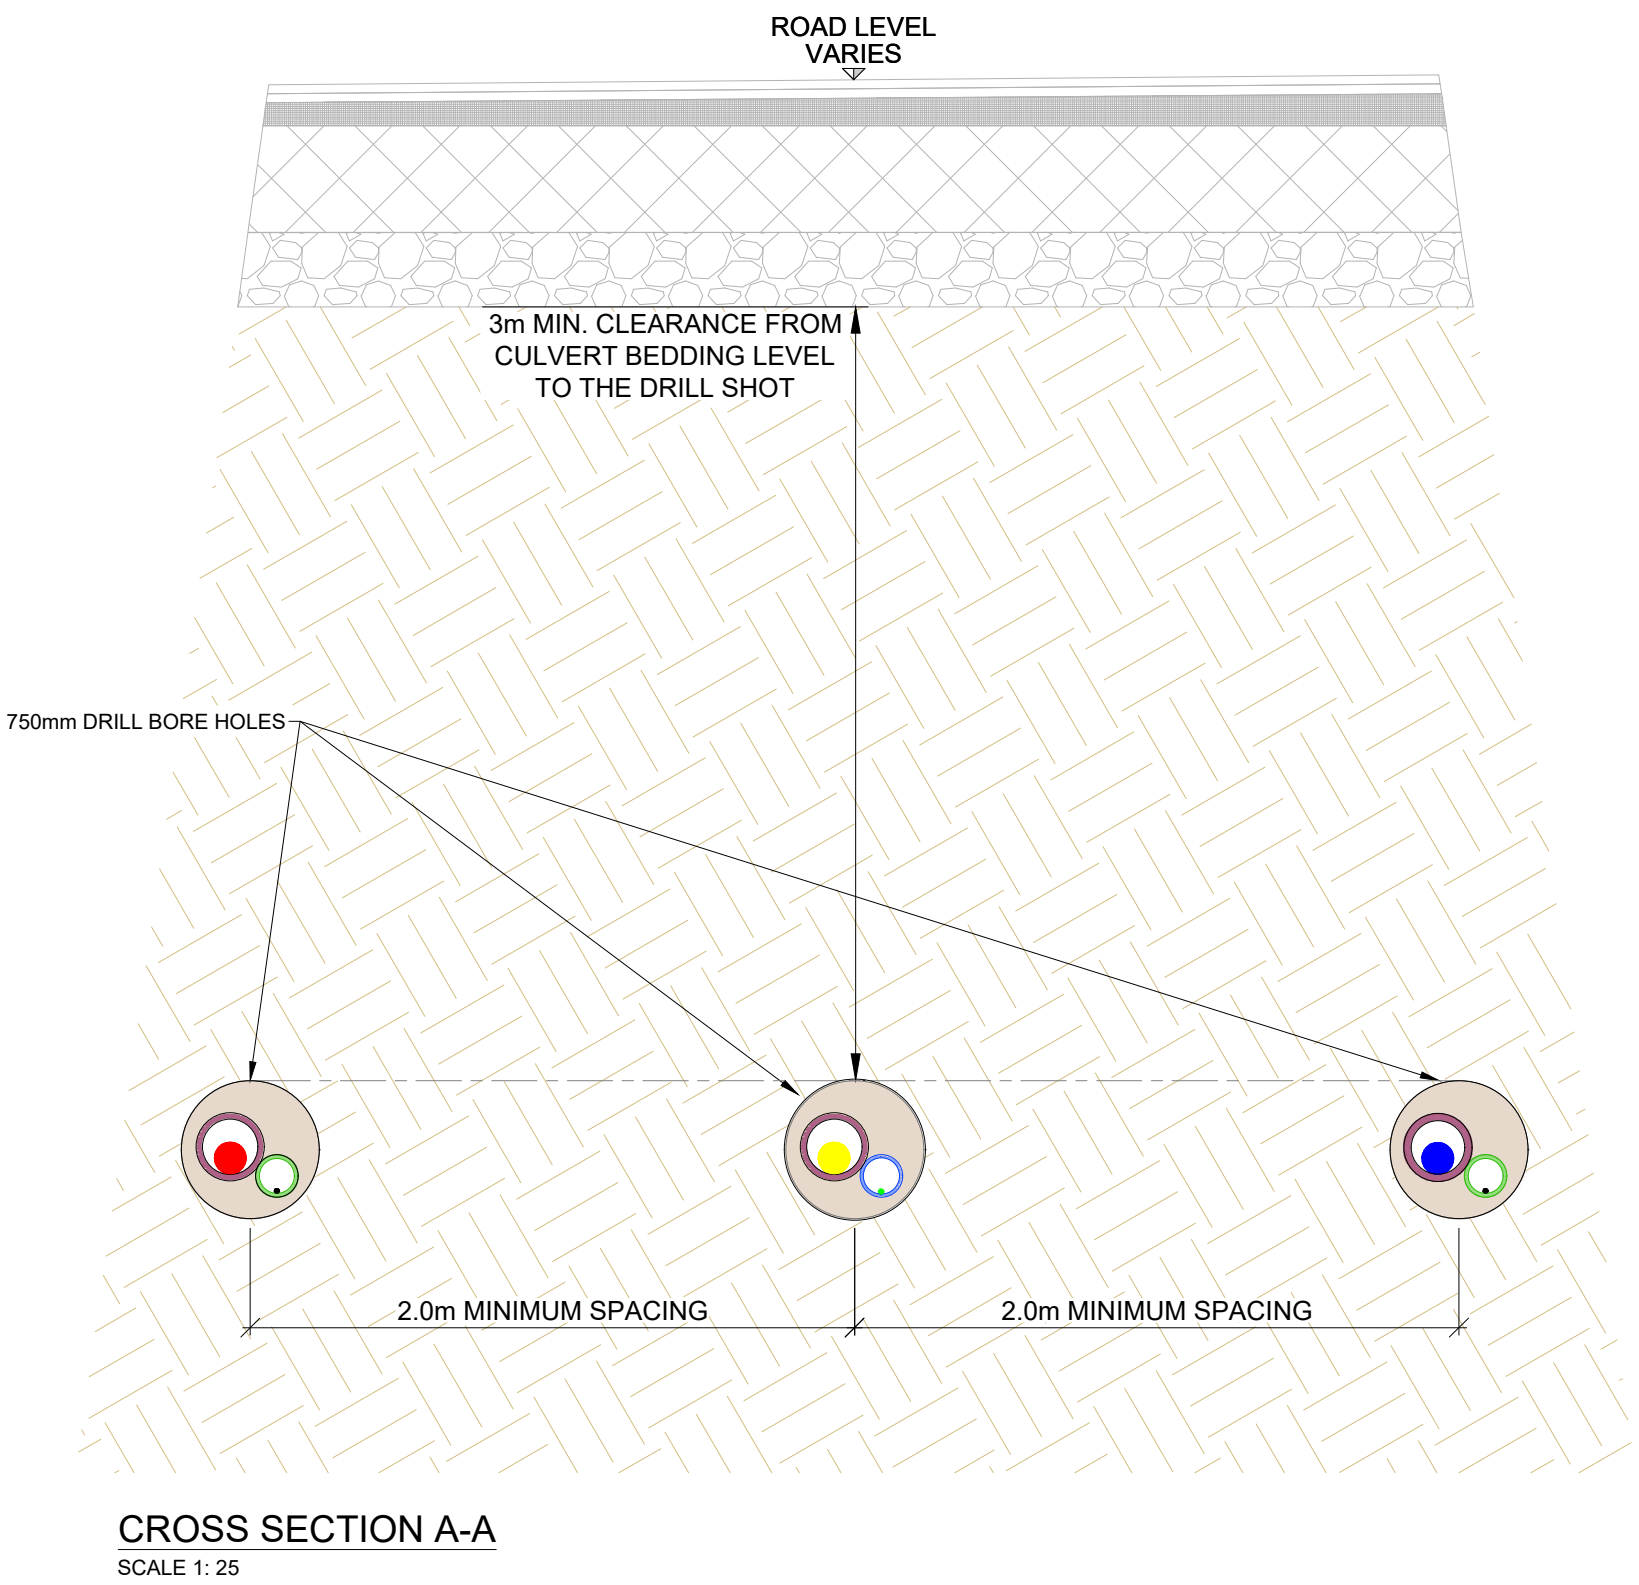 ROAD LEVEL
VARIES
3m MIN. CLEARANCE FROM
CULVERT BEDDING LEVEL
TO THE DRILL SHOT
750mm DRILL BORE HOLES
2.0m MINIMUM SPACING
2.0m MINIMUM SPACING
CROSS SECTION A-A
SCALE 1: 25